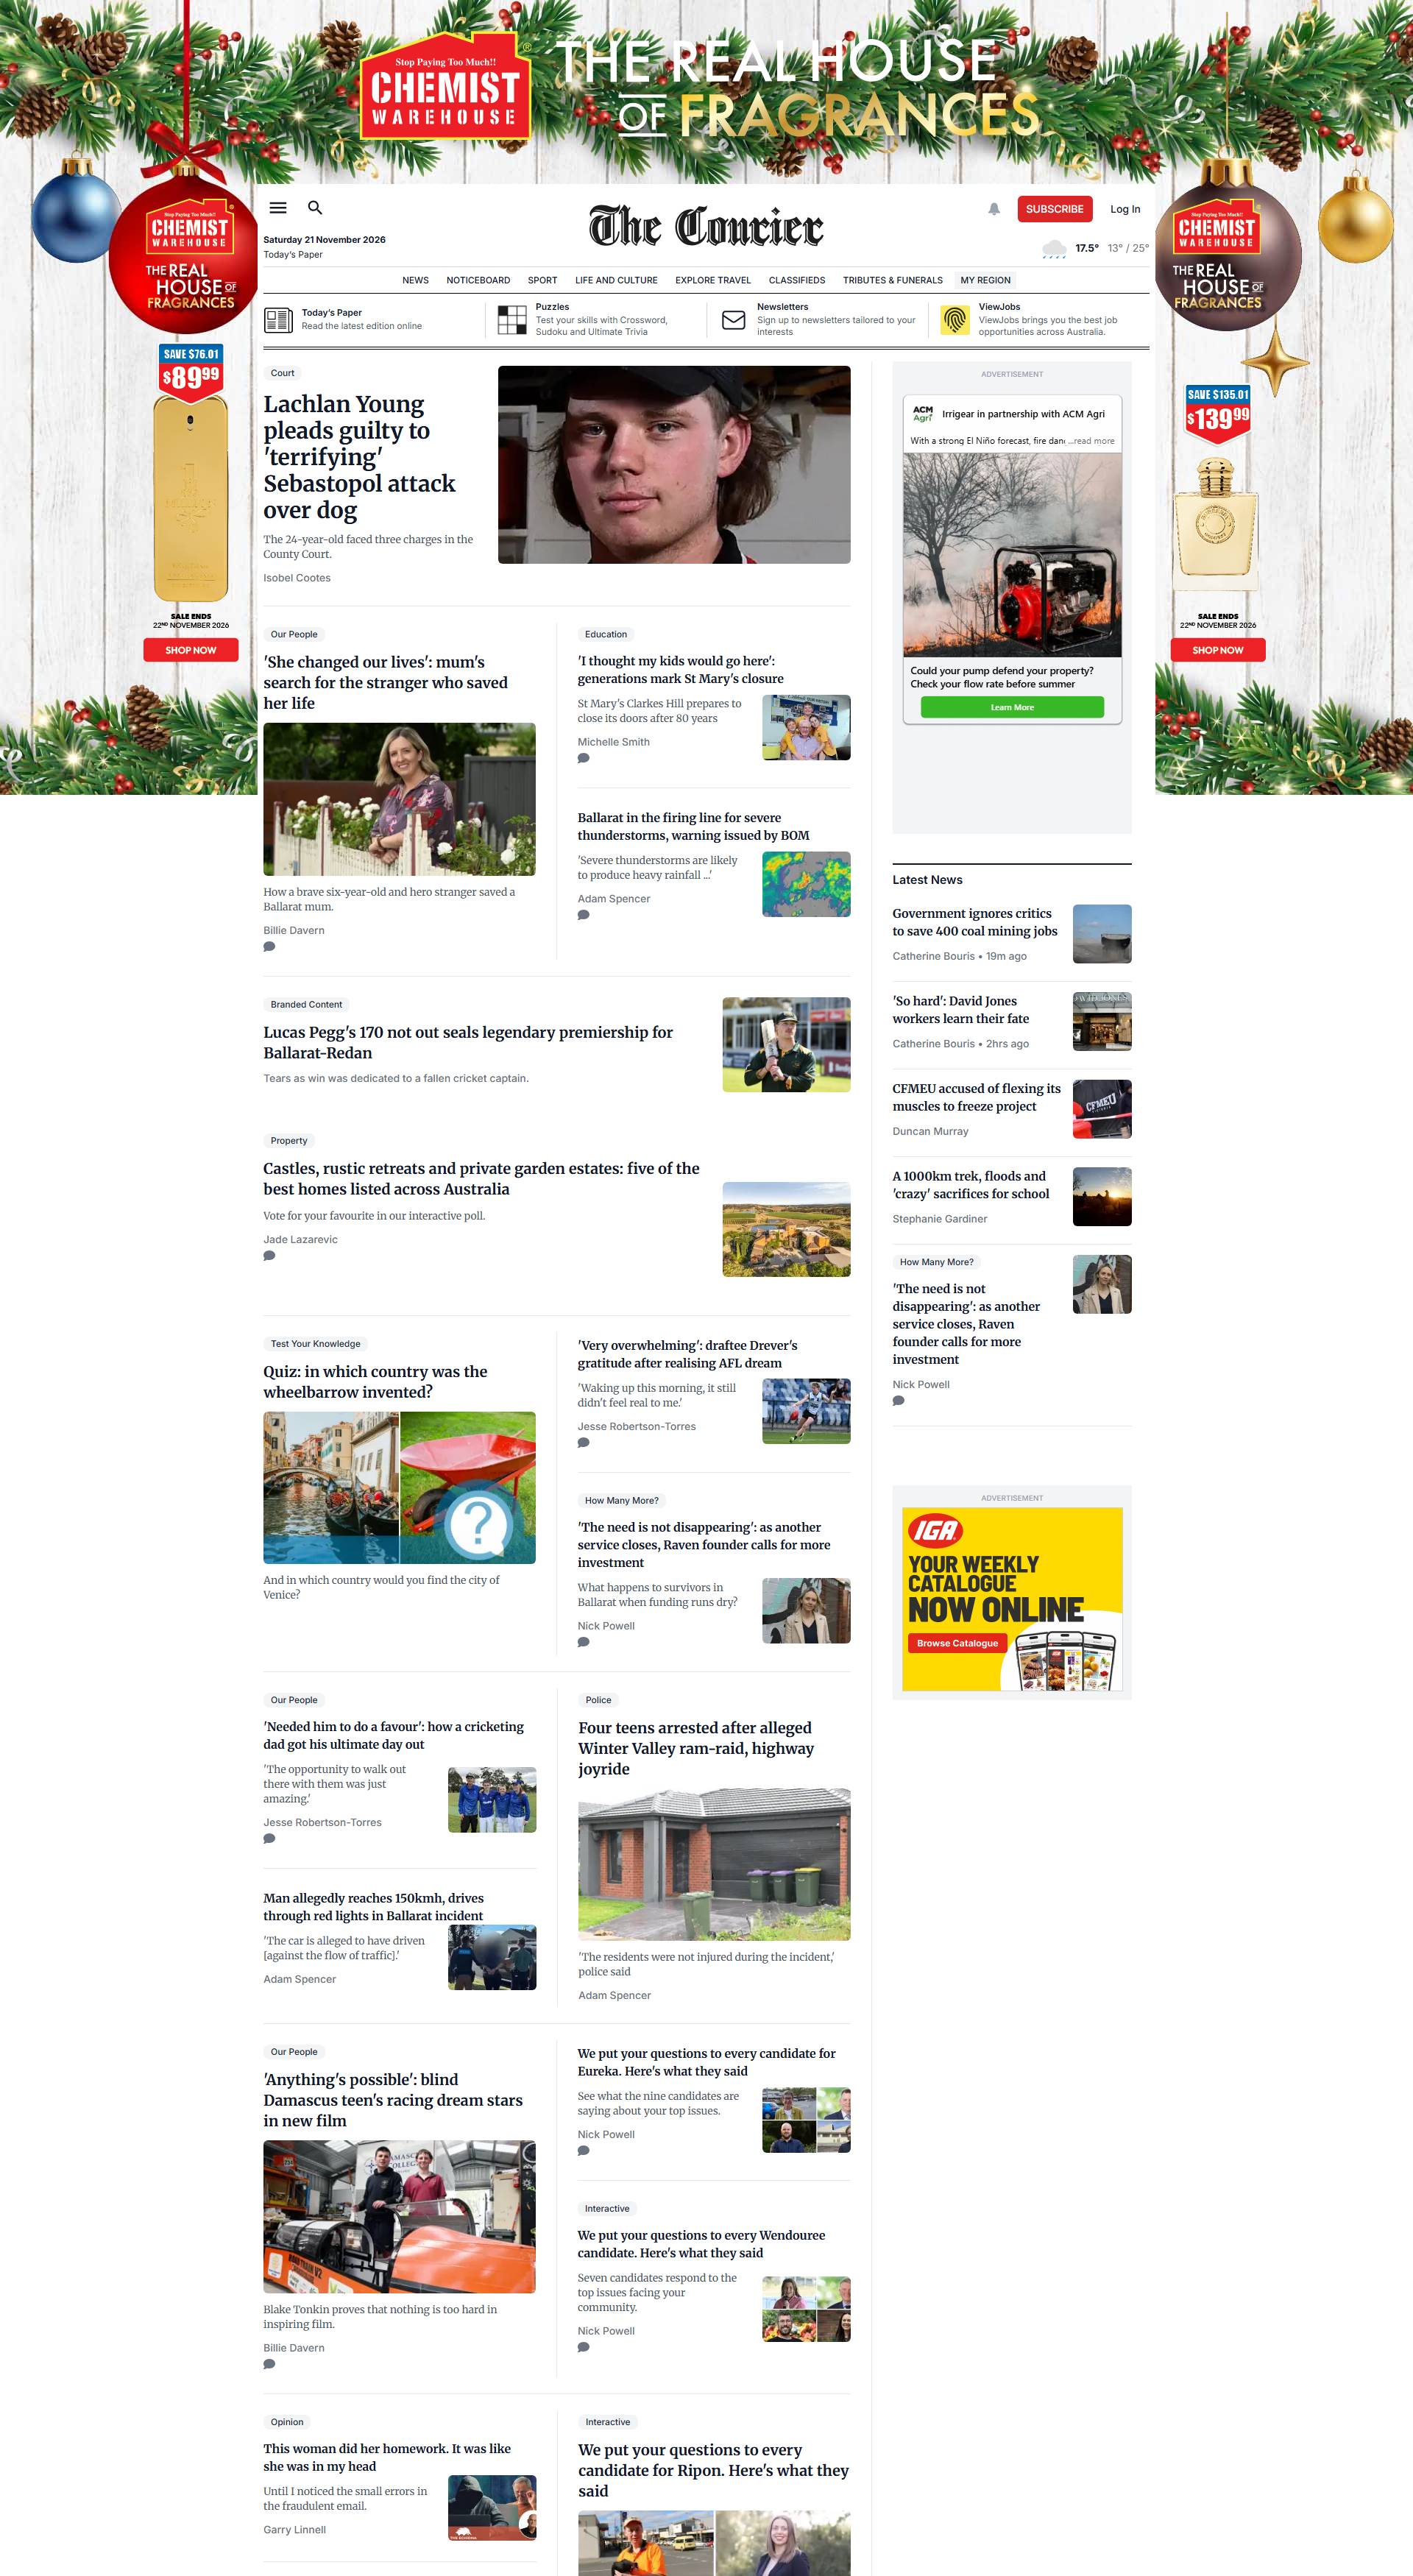 Stop Paying Too Much!!
CHEMIST
WAREHOUSE
®
THE REAL HOUSE
OF FRAGRANCES
Stop Paying Too Much!!
CHEMIST
WAREHOUSE
THE REAL
HOUSE OF
FRAGRANCES
SAVE $76.01
$89.99
SALE ENDS
22ND NOVEMBER 2026
SHOP NOW
Stop Paying Too Much!!
CHEMIST
WAREHOUSE
THE REAL
HOUSE OF
FRAGRANCES
SAVE $135.01
$139.99
SALE ENDS
22ND NOVEMBER 2026
SHOP NOW
The Courier
SUBSCRIBE
Log In
Saturday 21 November 2026
Today's Paper
17.5° 13° / 25°
NEWS NOTICEBOARD SPORT LIFE AND CULTURE EXPLORE TRAVEL CLASSIFIEDS TRIBUTES & FUNERALS MY REGION
Today's Paper
Read the latest edition online
Puzzles
Test your skills with Crossword,
Sudoku and Ultimate Trivia
Newsletters
Sign up to newsletters tailored to your
interests
ViewJobs
ViewJobs brings you the best job
opportunities across Australia.
Court
Lachlan Young
pleads guilty to
'terrifying'
Sebastopol attack
over dog
The 24-year-old faced three charges in the
County Court.
Isobel Cootes
Our People
'She changed our lives': mum's
search for the stranger who saved
her life
How a brave six-year-old and hero stranger saved a
Ballarat mum.
Billie Davern
Education
'I thought my kids would go here':
generations mark St Mary's closure
St Mary's Clarkes Hill prepares to
close its doors after 80 years
Michelle Smith
Ballarat in the firing line for severe
thunderstorms, warning issued by BOM
'Severe thunderstorms are likely
to produce heavy rainfall ...'
Adam Spencer
Branded Content
Lucas Pegg's 170 not out seals legendary premiership for
Ballarat-Redan
Tears as win was dedicated to a fallen cricket captain.
Property
Castles, rustic retreats and private garden estates: five of the
best homes listed across Australia
Vote for your favourite in our interactive poll.
Jade Lazarevic
Test Your Knowledge
Quiz: in which country was the
wheelbarrow invented?
?
And in which country would you find the city of
Venice?
'Very overwhelming': draftee Drever's
gratitude after realising AFL dream
'Waking up this morning, it still
didn't feel real to me.'
Jesse Robertson-Torres
How Many More?
'The need is not disappearing': as another
service closes, Raven founder calls for more
investment
What happens to survivors in
Ballarat when funding runs dry?
Nick Powell
Our People
'Needed him to do a favour': how a cricketing
dad got his ultimate day out
'The opportunity to walk out
there with them was just
amazing.'
Jesse Robertson-Torres
Man allegedly reaches 150kmh, drives
through red lights in Ballarat incident
'The car is alleged to have driven
[against the flow of traffic].'
Adam Spencer
Police
Four teens arrested after alleged
Winter Valley ram-raid, highway
joyride
'The residents were not injured during the incident,'
police said
Adam Spencer
Our People
'Anything's possible': blind
Damascus teen's racing dream stars
in new film
Blake Tonkin proves that nothing is too hard in
inspiring film.
Billie Davern
We put your questions to every candidate for
Eureka. Here's what they said
See what the nine candidates are
saying about your top issues.
Nick Powell
Interactive
We put your questions to every Wendouree
candidate. Here's what they said
Seven candidates respond to the
top issues facing your
community.
Nick Powell
Opinion
This woman did her homework. It was like
she was in my head
Until I noticed the small errors in
the fraudulent email.
Garry Linnell
Interactive
We put your questions to every
candidate for Ripon. Here's what they
said
ADVERTISEMENT
ACM
Agri
Irrigear in partnership with ACM Agri
With a strong El Niño forecast, fire dan ...read more
Could your pump defend your property?
Check your flow rate before summer
Learn More
Latest News
Government ignores critics
to save 400 coal mining jobs
Catherine Bouris • 19m ago
'So hard': David Jones
workers learn their fate
Catherine Bouris • 2hrs ago
CFMEU accused of flexing its
muscles to freeze project
Duncan Murray
CFMEU
A 1000km trek, floods and
'crazy' sacrifices for school
Stephanie Gardiner
How Many More?
'The need is not
disappearing': as another
service closes, Raven
founder calls for more
investment
Nick Powell
ADVERTISEMENT
IGA
YOUR WEEKLY
CATALOGUE
NOW ONLINE
Browse Catalogue